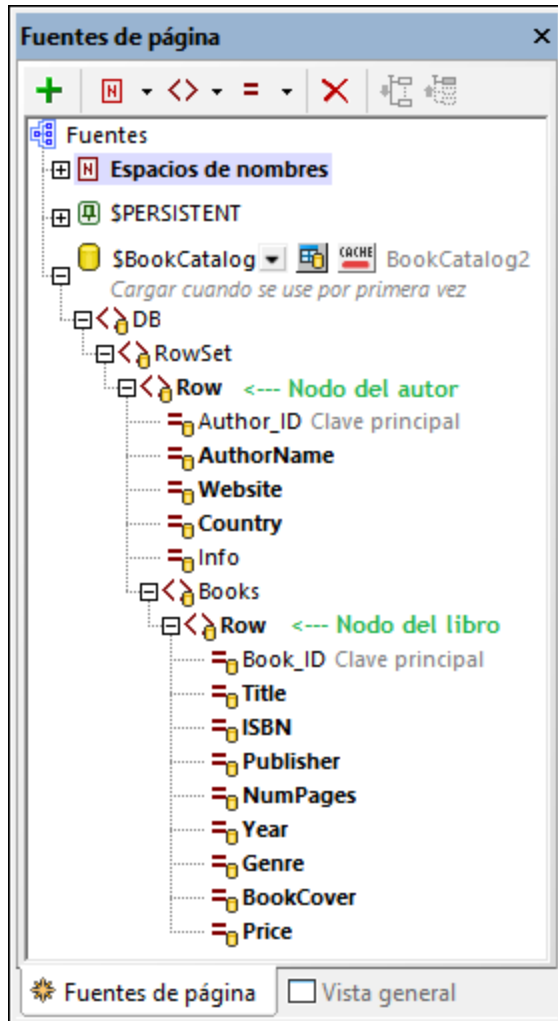 Fuentes de página
Fuentes
Espacios de nombres
$PERSISTENT
$BookCatalog CACHE BookCatalog2
Cargar cuando se use por primera vez
DB
RowSet
Row <--- Nodo del autor
Author_ID Clave principal
AuthorName
Website
Country
Info
Books
Row <--- Nodo del libro
Book_ID Clave principal
Title
ISBN
Publisher
NumPages
Year
Genre
BookCover
Price
Fuentes de página Vista general